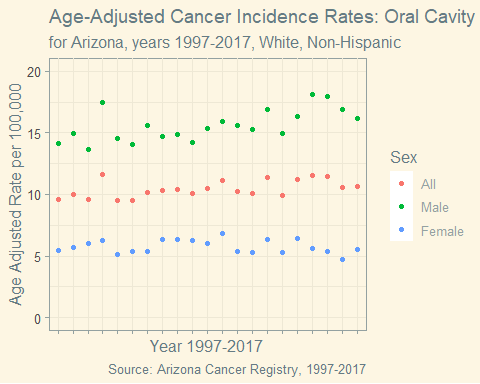 Age-Adjusted Cancer Incidence Rates: Oral Cavity
for Arizona, years 1997-2017, White, Non-Hispanic
Age Adjusted Rate per 100,000
20
15
10
5
0
Year 1997-2017
Source: Arizona Cancer Registry, 1997-2017
Sex
All
Male
Female